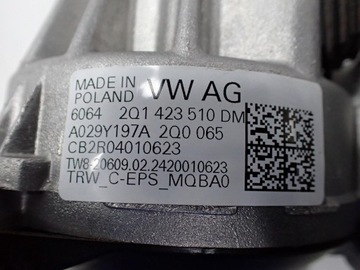 MADE IN
POLAND VW AG
6064 2Q1 423 510 DM
A029Y197A 2Q0 065
CB2R04010623
TW8-20609.02.2420010623
TRW_C-EPS_MQBA0